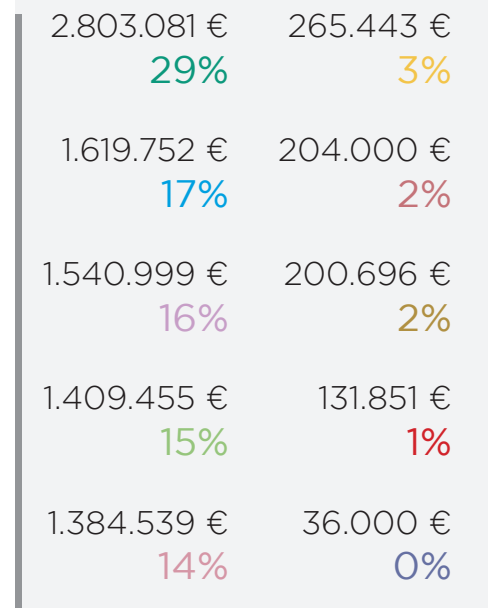 2.803.081 € 265.443 €
29% 3%
1.619.752 € 204.000 €
17% 2%
1.540.999 € 200.696 €
16% 2%
1.409.455 € 131.851 €
15% 1%
1.384.539 € 36.000 €
14% 0%